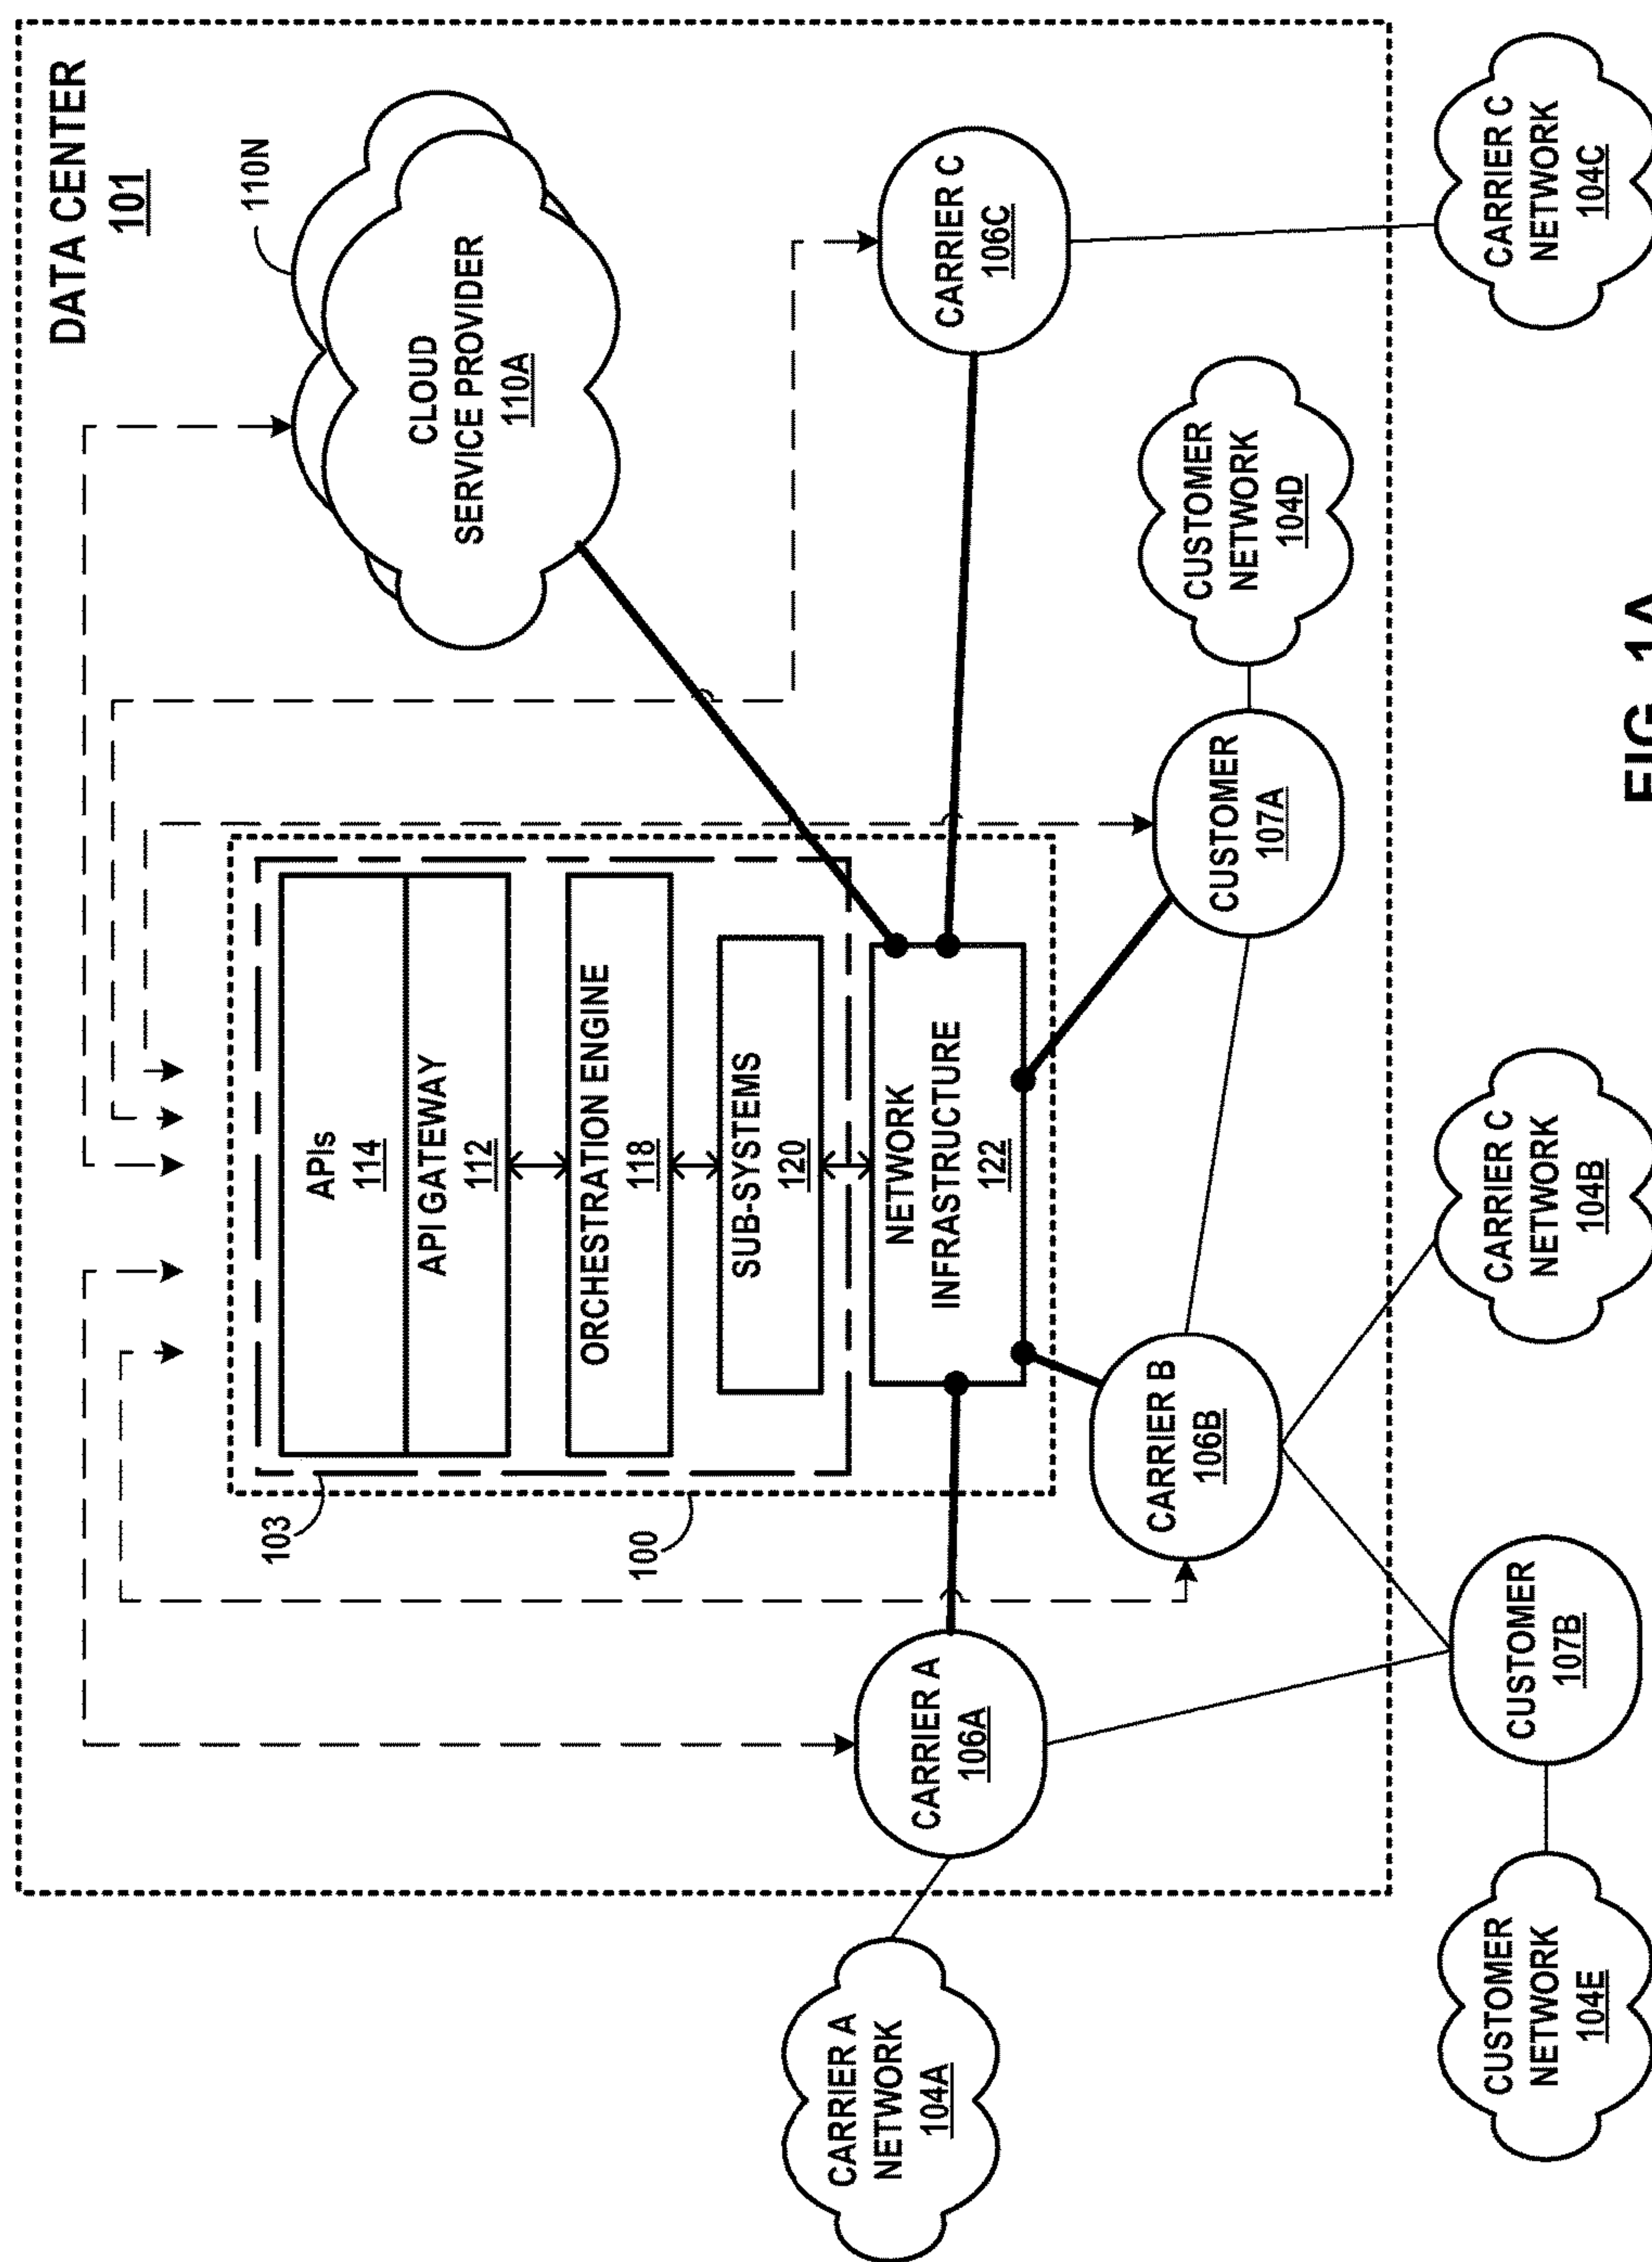 DATA CENTER
101
110N
CLOUD
SERVICE PROVIDER
110A
APIs
114
API GATEWAY
112
103
ORCHESTRATION ENGINE
118
SUB-SYSTEMS
120
100
NETWORK
INFRASTRUCTURE
122
CARRIER A
106A
CARRIER B
106B
CARRIER C
106C
CUSTOMER
107A
CUSTOMER
NETWORK
104D
CARRIER A
NETWORK
104A
CUSTOMER
NETWORK
104E
CUSTOMER
107B
CARRIER C
NETWORK
104B
CARRIER C
NETWORK
104C
FIG. 1A